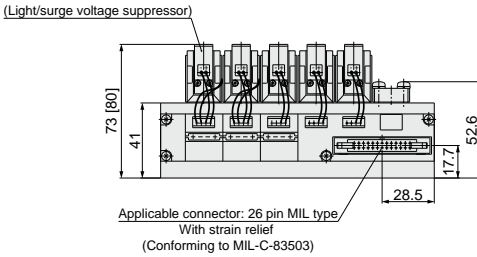 (Light/surge voltage suppressor)
73 [80]
41
52.6
17.7
28.5
Applicable connector: 26 pin MIL type
With strain relief
(Conforming to MIL-C-83503)